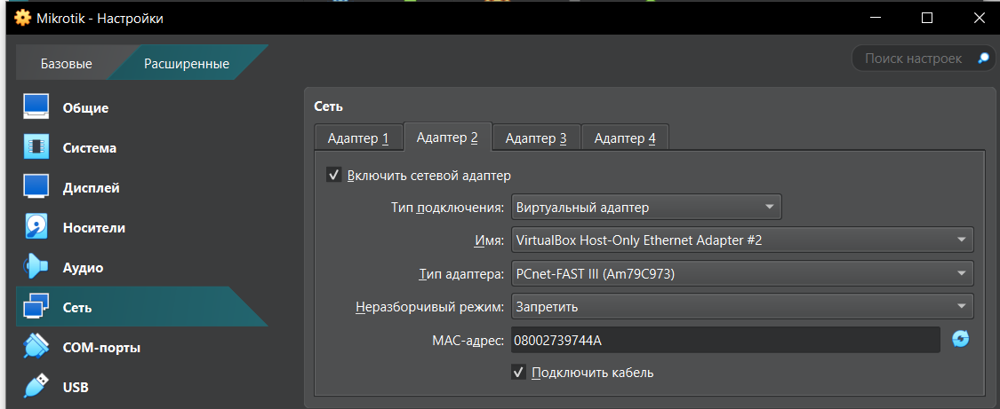 Mikrotik - Настройки
Базовые Расширенные Поиск настроек
Общие
Система
Дисплей
Носители
Аудио
Сеть
COM-порты
USB
Сеть
Адаптер 1 Адаптер 2 Адаптер 3 Адаптер 4
Включить сетевой адаптер
Тип подключения: Виртуальный адаптер
Имя: VirtualBox Host-Only Ethernet Adapter #2
Тип адаптера: PCnet-FAST III (Am79C973)
Неразборчивый режим: Запретить
MAC-адрес: 08002739744A
Подключить кабель